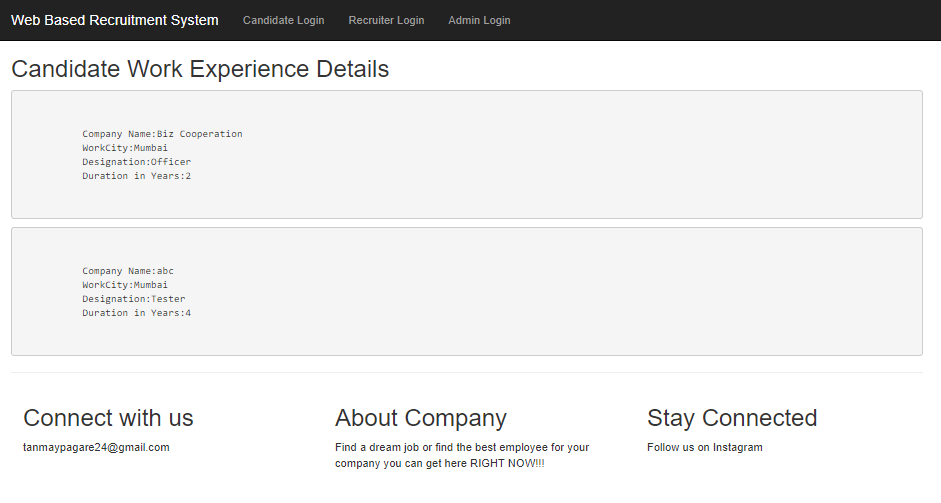 Web Based Recruitment System Candidate Login Recruiter Login Admin Login
Candidate Work Experience Details
Company Name:Biz Cooperation
WorkCity:Mumbai
Designation:Officer
Duration in Years:2
Company Name:abc
WorkCity:Mumbai
Designation:Tester
Duration in Years:4
Connect with us
tanmaypagare24@gmail.com
About Company
Find a dream job or find the best employee for your
company you can get here RIGHT NOW!!!
Stay Connected
Follow us on Instagram